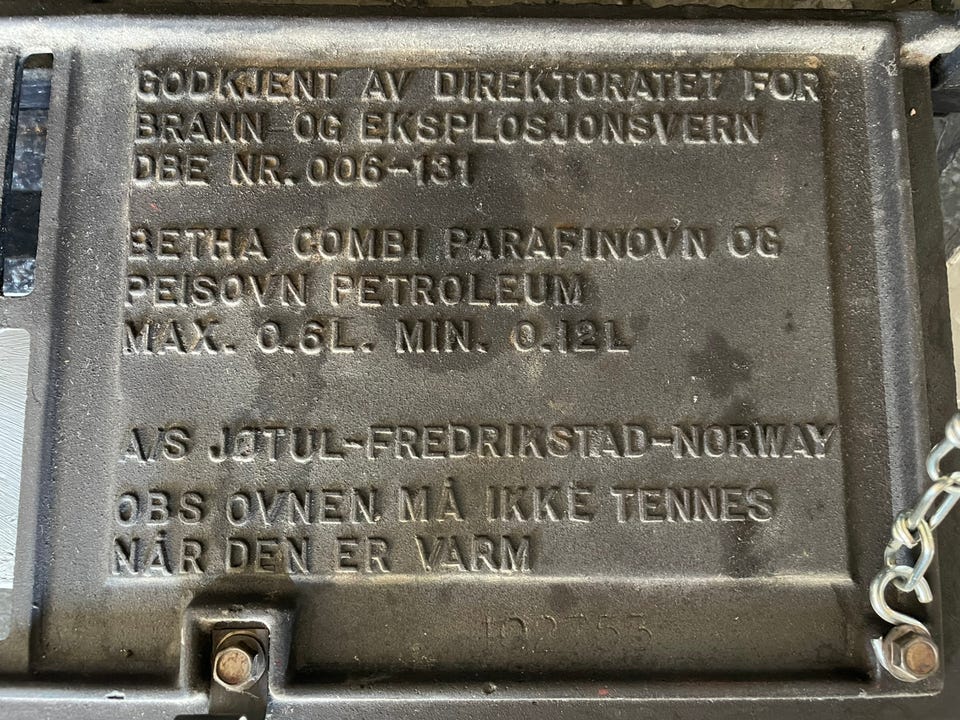 GODKJENT AV DIREKTORATET FOR
BRANN- OG EKSPLOSJONSVERN
DBE NR. 006-131
BETHA COMBI PARAFINOVN OG
PEISOVN PETROLEUM
MAX. 0.6L. MIN. 0.12L
A/S JØTUL-FREDRIKSTAD-NORWAY
OBS OVNEN MÅ IKKE TENNES
NÅR DEN ER VARM
102753